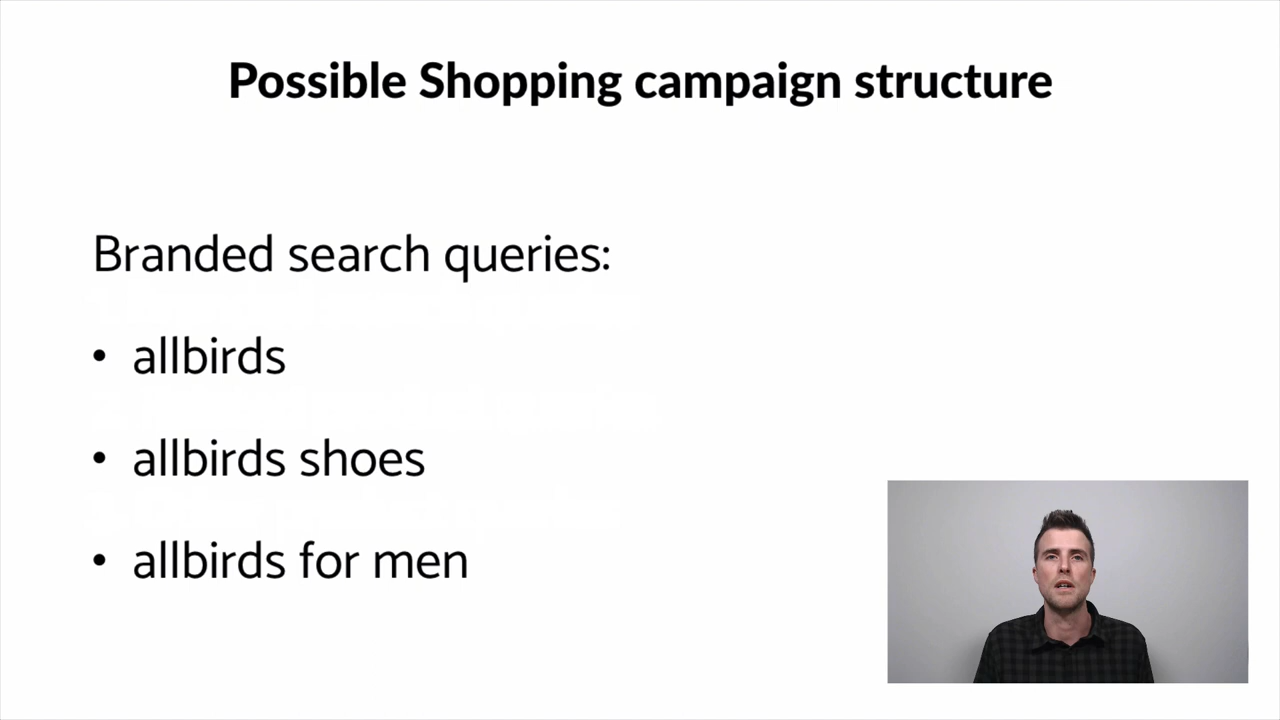 Possible Shopping campaign structure
Branded search queries:
• allbirds
• allbirds shoes
• allbirds for men